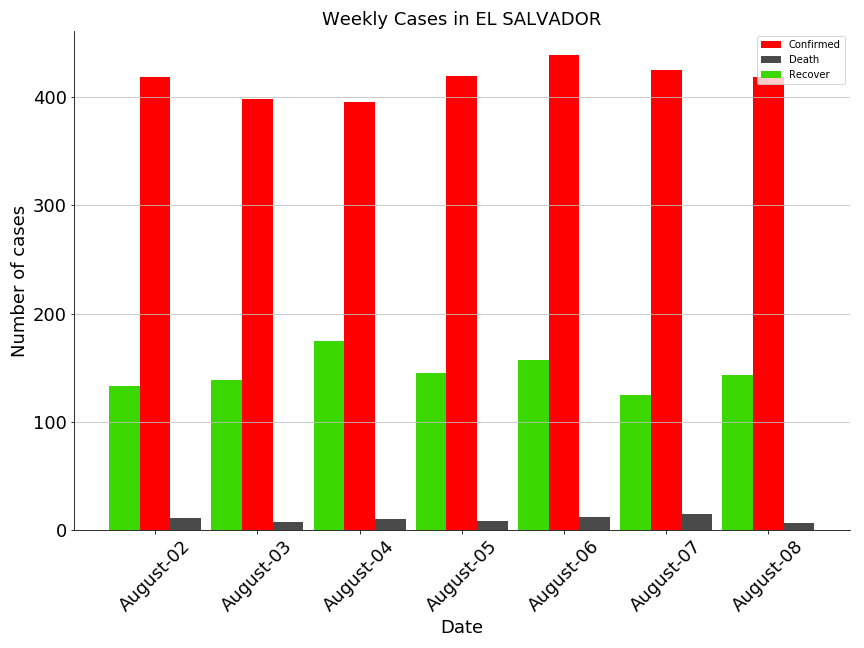 Weekly Cases in EL SALVADOR
Confirmed
Death
Recover
Number of cases
400
300
200
100
0
August-02
August-03
August-04
August-05
August-06
August-07
August-08
Date